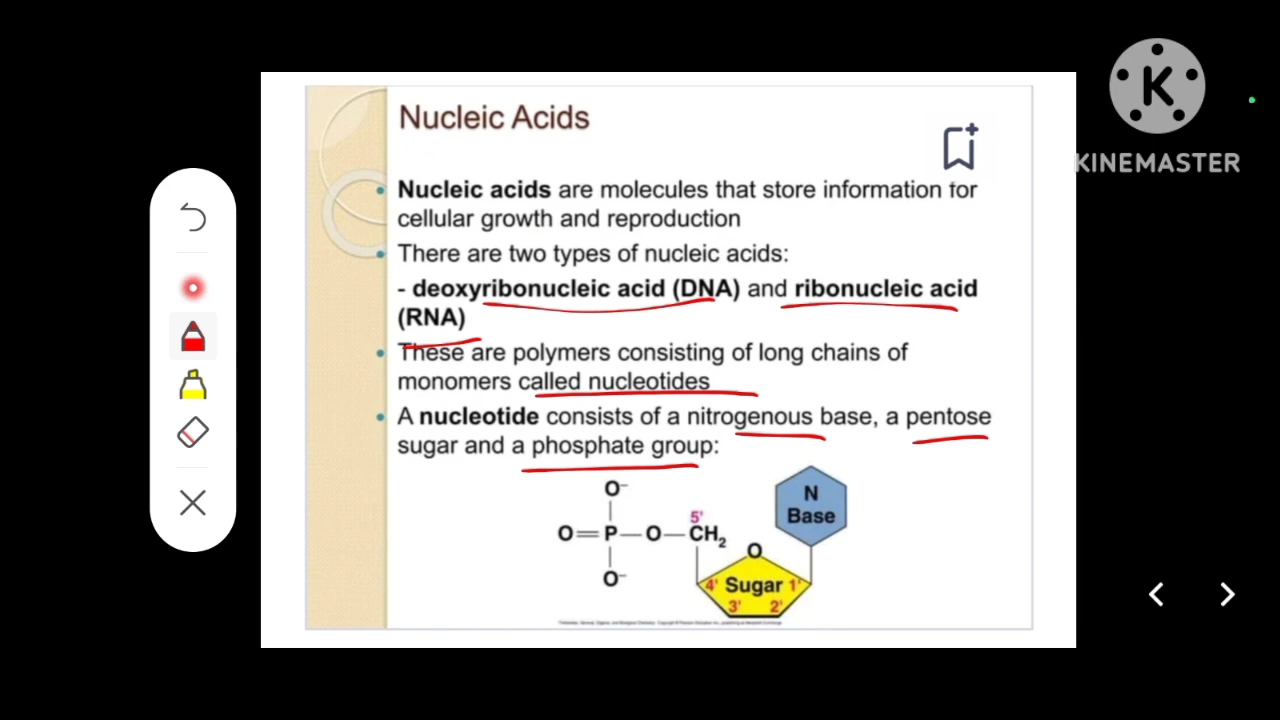 Nucleic Acids
K
KINEMASTER
Nucleic acids are molecules that store information for
cellular growth and reproduction
There are two types of nucleic acids:
- deoxyribonucleic acid (DNA) and ribonucleic acid
(RNA)
These are polymers consisting of long chains of
monomers called nucleotides
A nucleotide consists of a nitrogenous base, a pentose
sugar and a phosphate group:
O⁻
N
Base
5'
O=P—O—CH₂
O
O⁻
4' Sugar 1'
3' 2'